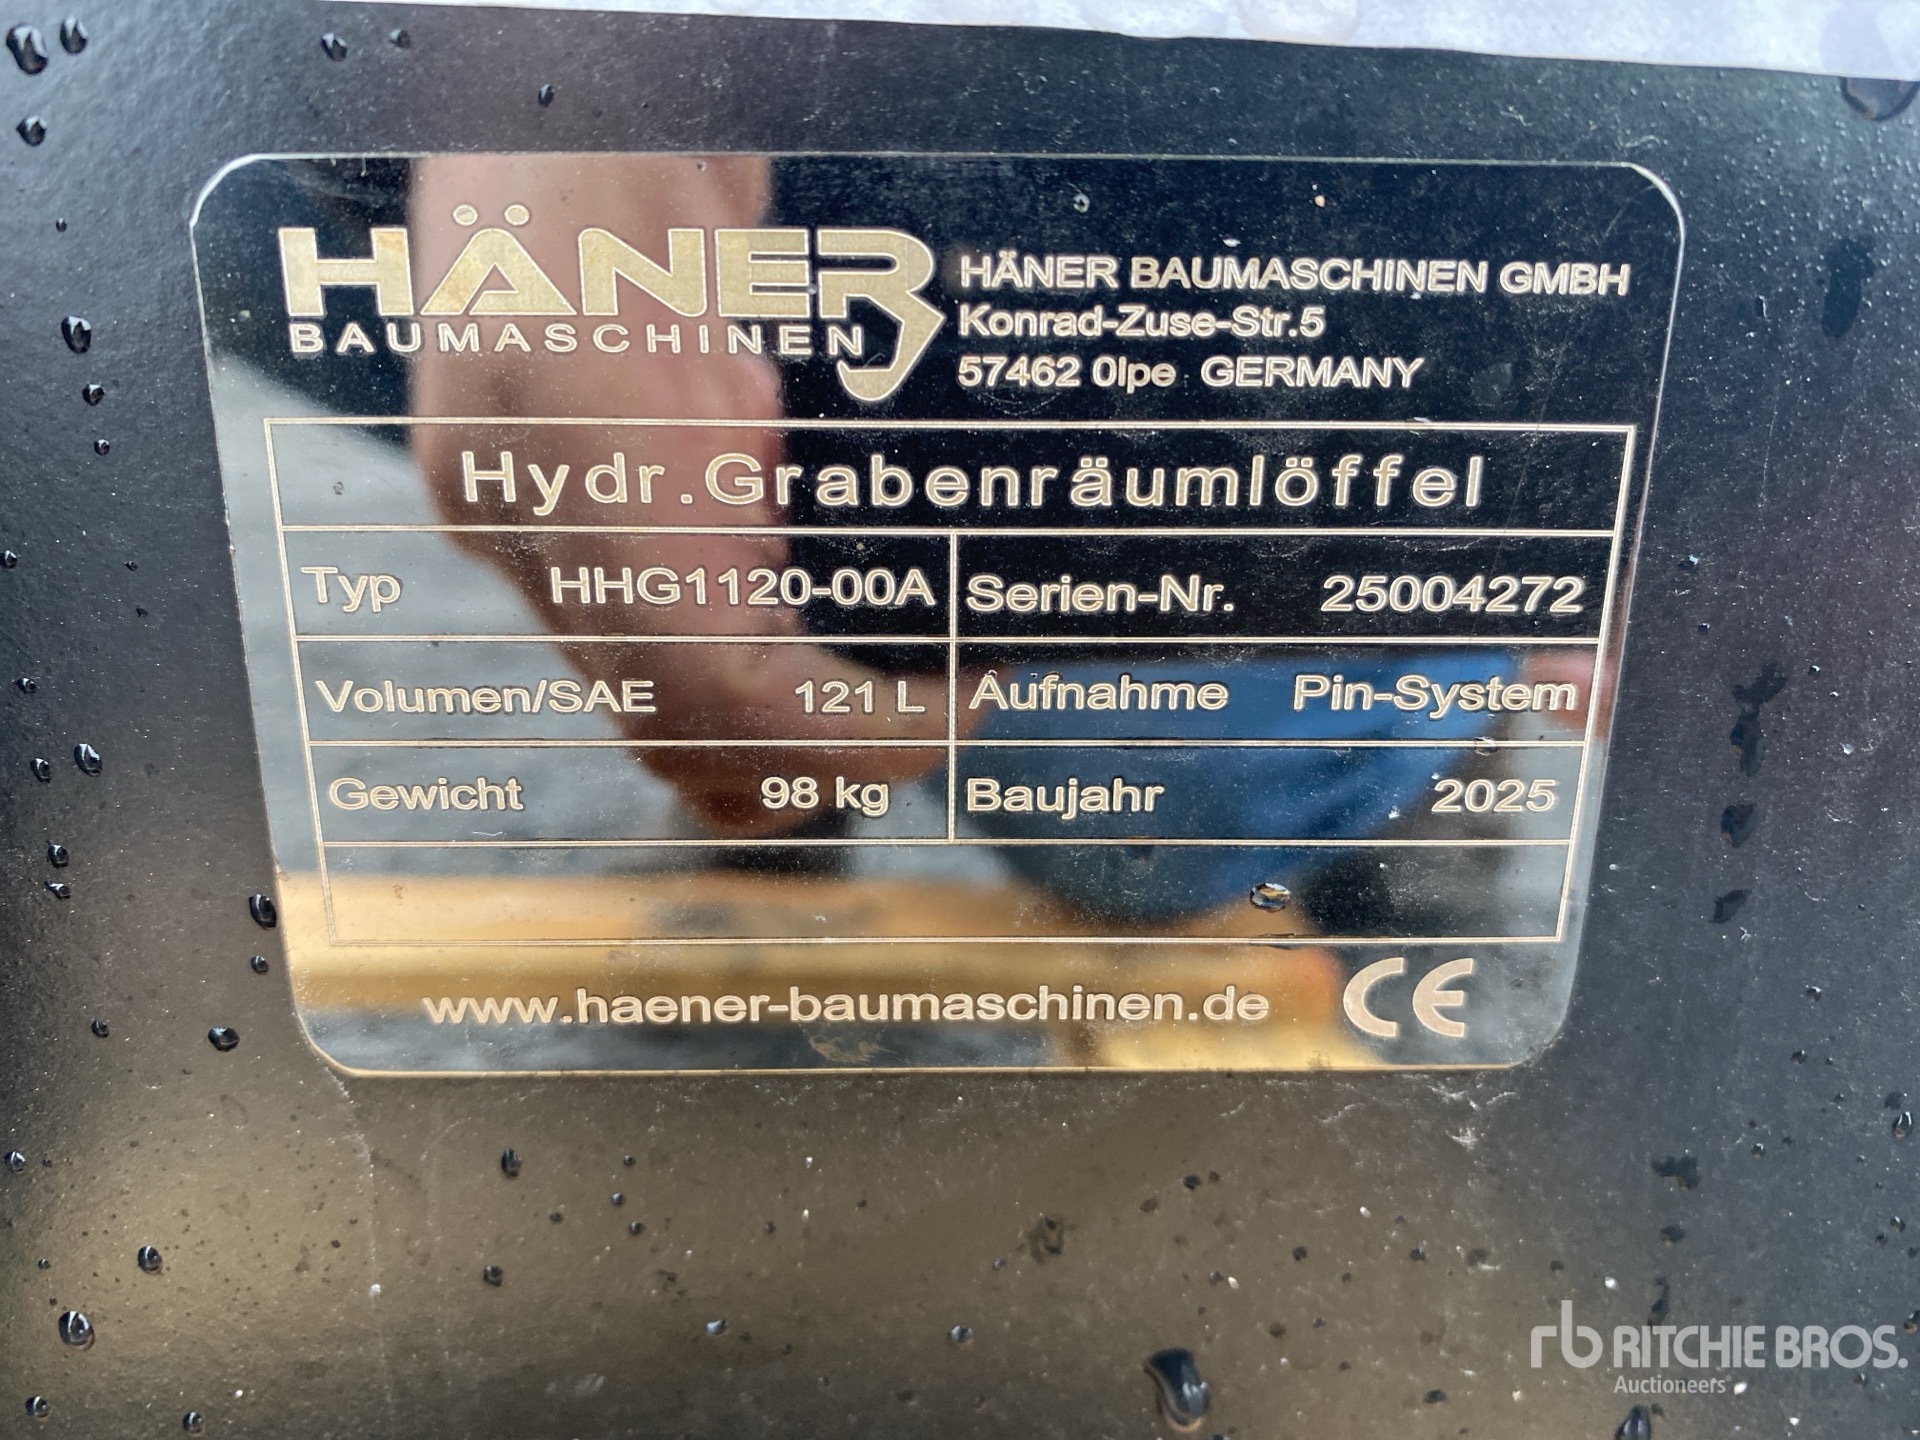 HÄNER
BAUMASCHINEN
HÄNER BAUMASCHINEN GMBH
Konrad-Zuse-Str.5
57462 Olpe GERMANY
Hydr.Grabenräumlöffel
Typ HHG1120-00A Serien-Nr. 25004272
Volumen/SAE 121 L Aufnahme Pin-System
Gewicht 98 kg Baujahr 2025
www.haener-baumaschinen.de CE
rb RITCHIE BROS.
Auctioneers